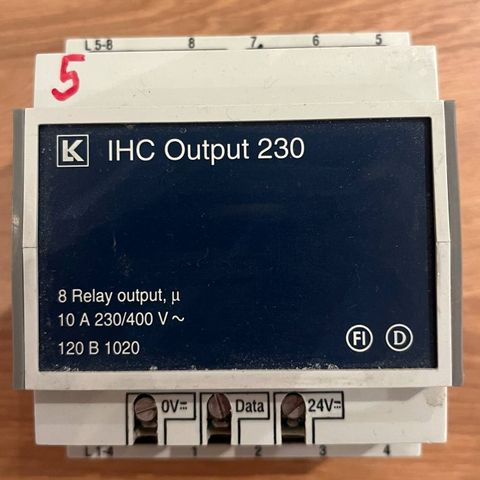 L 5-8 8 7 6 5
5
LK IHC Output 230
8 Relay output, µ
10 A 230/400 V ~
120 B 1020
FI D
0V Data 24V
L 1-4 1 2 3 4